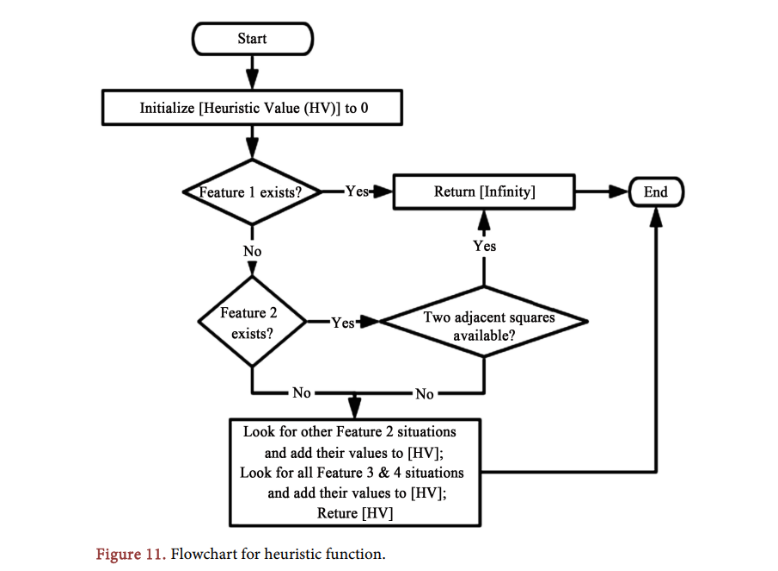 Start
Initialize [Heuristic Value (HV)] to 0
Feature 1 exists?
Yes
Return [Infinity]
End
No
Yes
Feature 2
exists?
Yes
Two adjacent squares
available?
No
No
Look for other Feature 2 situations
and add their values to [HV];
Look for all Feature 3 & 4 situations
and add their values to [HV];
Reture [HV]
Figure 11. Flowchart for heuristic function.